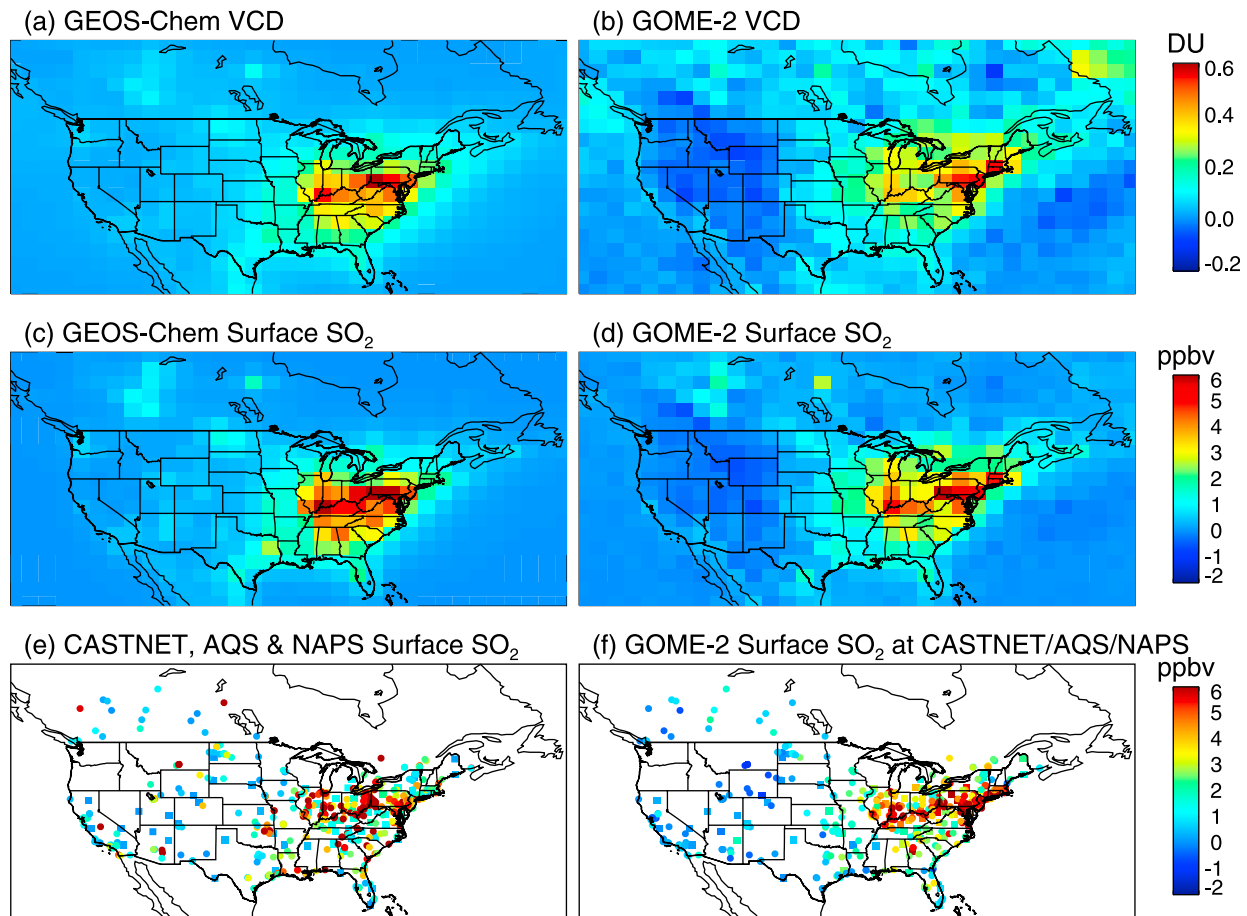 (a) GEOS-Chem VCD
(b) GOME-2 VCD
DU
0.6
0.4
0.2
0.0
-0.2
(c) GEOS-Chem Surface SO₂
(d) GOME-2 Surface SO₂
ppbv
6
5
4
3
2
1
0
-1
-2
(e) CASTNET, AQS & NAPS Surface SO₂
(f) GOME-2 Surface SO₂ at CASTNET/AQS/NAPS
ppbv
6
5
4
3
2
1
0
-1
-2